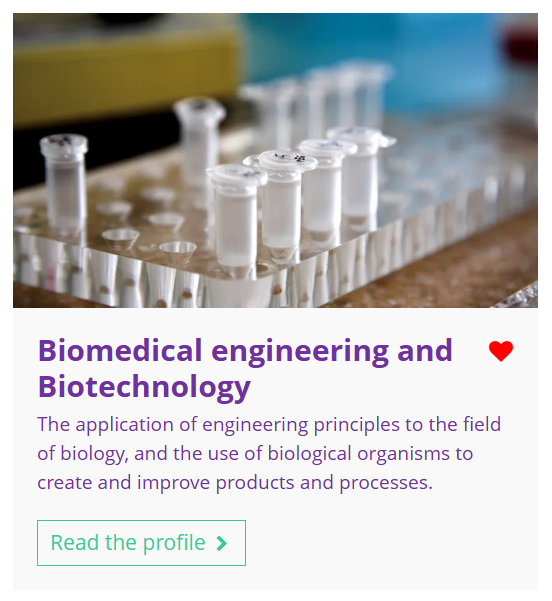 Biomedical engineering and
Biotechnology
The application of engineering principles to the field
of biology, and the use of biological organisms to
create and improve products and processes.
Read the profile